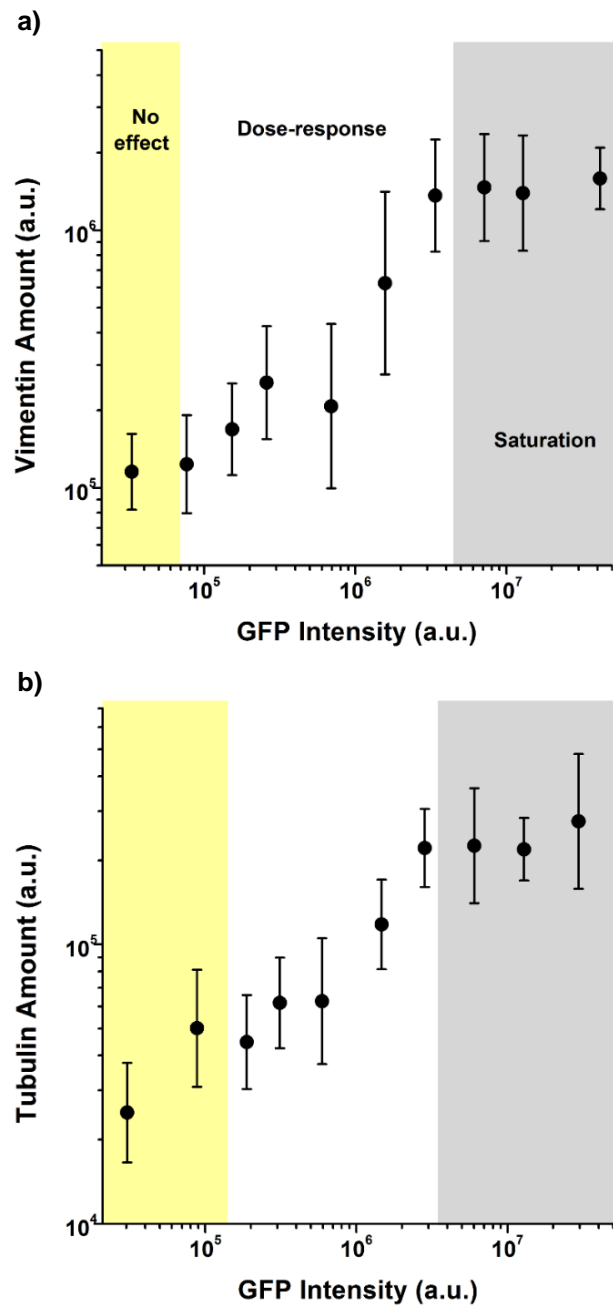 a)
No
effect
Dose-response
Saturation
Vimentin Amount (a.u.)
10⁶
10⁵
10⁵
10⁶
10⁷
GFP Intensity (a.u.)
b)
Tubulin Amount (a.u.)
10⁵
10⁴
10⁵
10⁶
10⁷
GFP Intensity (a.u.)